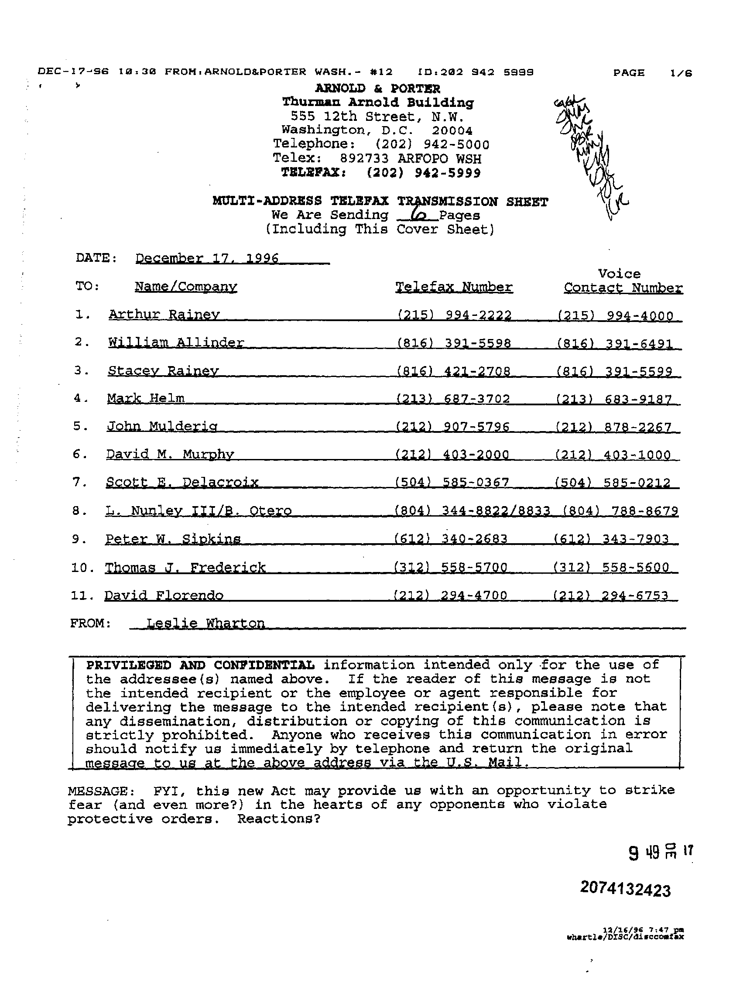 DEC-17-96 10:30 FROM:ARNOLD&PORTER WASH.- #12 ID:202 942 5999 PAGE 1/6
ARNOLD & PORTER
Thurman Arnold Building
555 12th Street, N.W.
Washington, D.C. 20004
Telephone: (202) 942-5000
Telex: 892733 ARFOPO WSH
TELEFAX: (202) 942-5999
MULTI-ADDRESS TELEFAX TRANSMISSION SHEET
We Are Sending 6 Pages
(Including This Cover Sheet)
DATE: December 17, 1996
Voice
TO: Name/Company Telefax Number Contact Number
1. Arthur Rainey (215) 994-2222 (215) 994-4000
2. William Allinder (816) 391-5598 (816) 391-6491
3. Stacey Rainey (816) 421-2708 (816) 391-5599
4. Mark Helm (213) 687-3702 (213) 683-9187
5. John Mulderig (212) 907-5796 (212) 878-2267
6. David M. Murphy (212) 403-2000 (212) 403-1000
7. Scott E. Delacroix (504) 585-0367 (504) 585-0212
8. L. Nunley III/B. Otero (804) 344-8822/8833 (804) 788-8679
9. Peter W. Sipkins (612) 340-2683 (612) 343-7903
10. Thomas J. Frederick (312) 558-5700 (312) 558-5600
11. David Florendo (212) 294-4700 (212) 294-6753
FROM: Leslie Wharton
PRIVILEGED AND CONFIDENTIAL information intended only for the use of
the addressee(s) named above. If the reader of this message is not
the intended recipient or the employee or agent responsible for
delivering the message to the intended recipient(s), please note that
any dissemination, distribution or copying of this communication is
strictly prohibited. Anyone who receives this communication in error
should notify us immediately by telephone and return the original
message to us at the above address via the U.S. Mail.
MESSAGE: FYI, this new Act may provide us with an opportunity to strike
fear (and even more?) in the hearts of any opponents who violate
protective orders. Reactions?
9 49 17
2074132423
12/16/96 7:47 pm
whartle/DISC/disccomfax